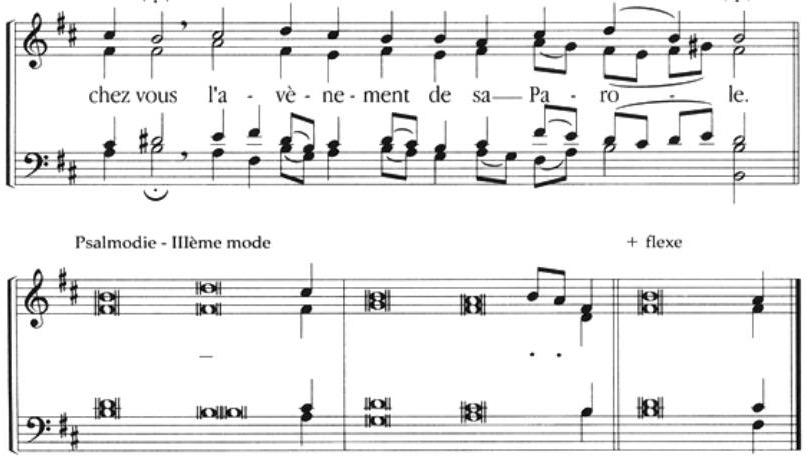 chez vous l'a - vè - ne - ment de sa— Pa - ro - le.
Psalmodie - IIIème mode
+ flexe